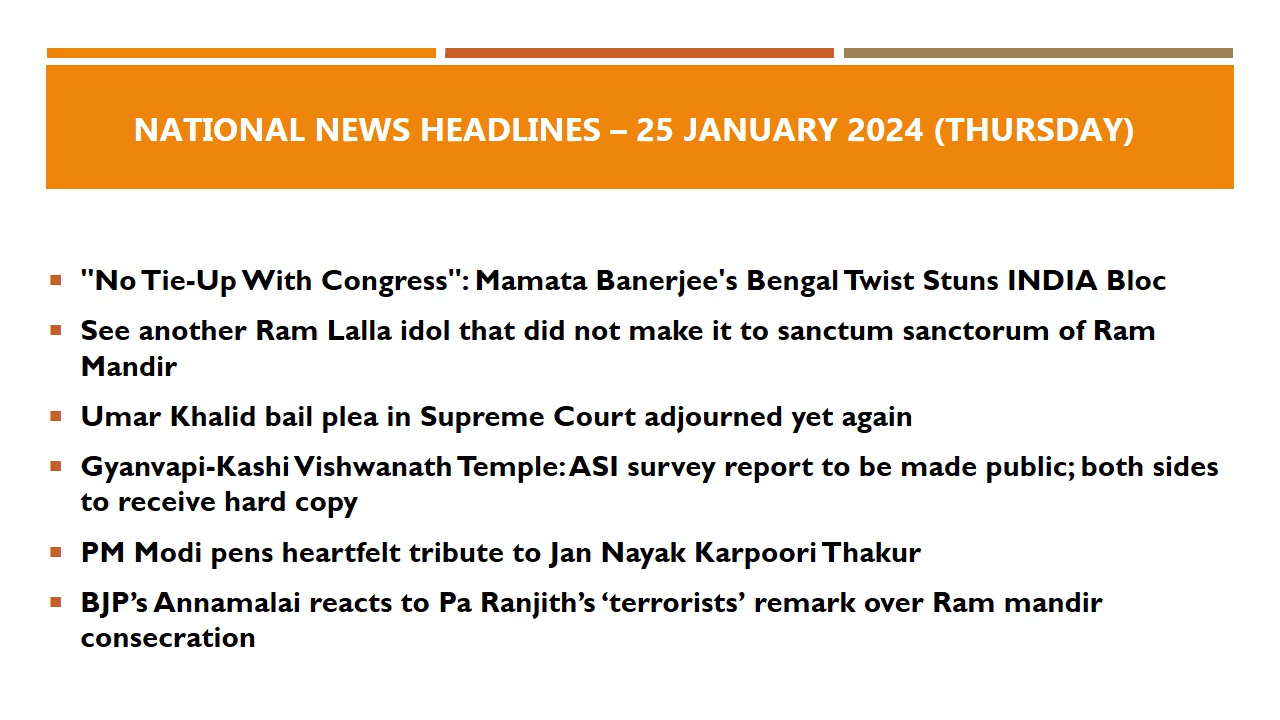 NATIONAL NEWS HEADLINES – 25 JANUARY 2024 (THURSDAY)
"No Tie-Up With Congress": Mamata Banerjee's Bengal Twist Stuns INDIA Bloc
See another Ram Lalla idol that did not make it to sanctum sanctorum of Ram
Mandir
Umar Khalid bail plea in Supreme Court adjourned yet again
Gyanvapi-Kashi Vishwanath Temple: ASI survey report to be made public; both sides
to receive hard copy
PM Modi pens heartfelt tribute to Jan Nayak Karpoori Thakur
BJP’s Annamalai reacts to Pa Ranjith’s ‘terrorists’ remark over Ram mandir
consecration